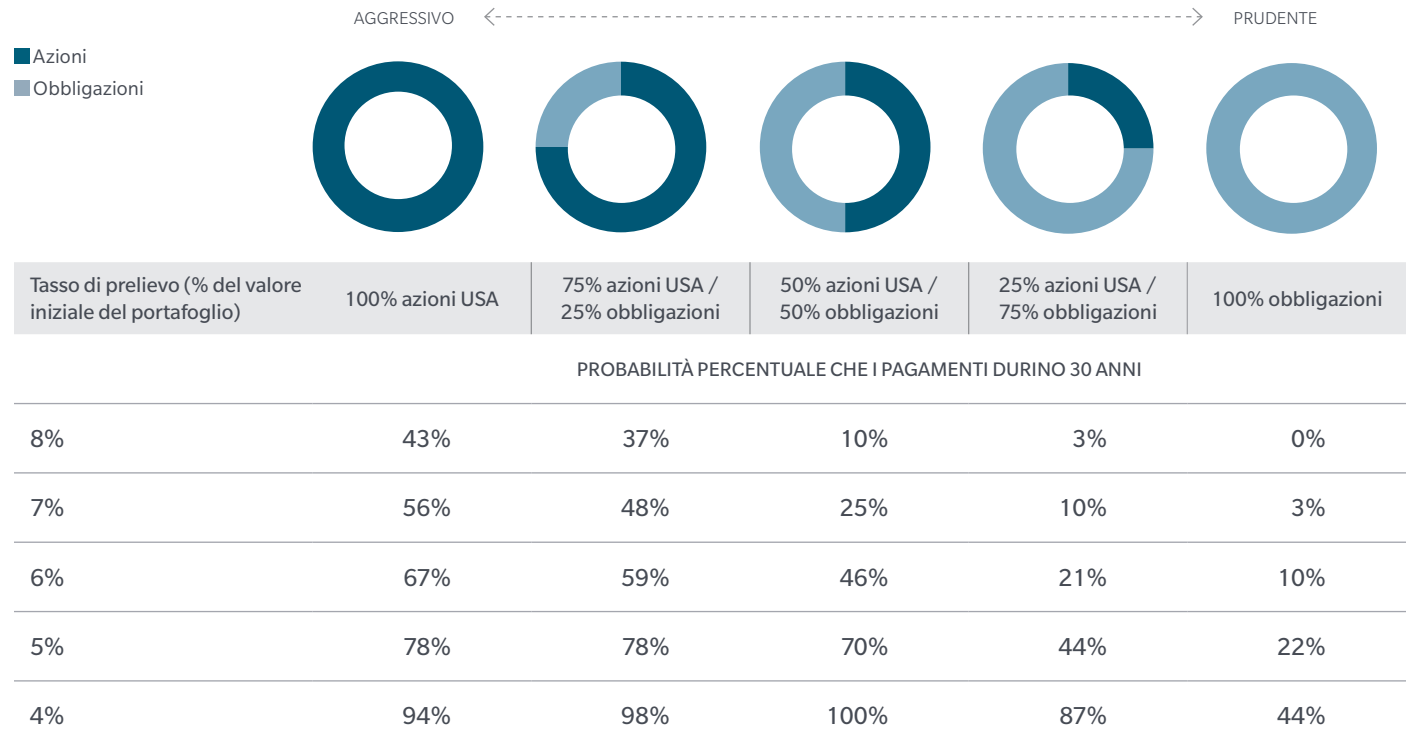 AGGRESSIVO
PRUDENTE
Azioni
Obbligazioni
Tasso di prelievo (% del valore
iniziale del portafoglio)
100% azioni USA
75% azioni USA /
25% obbligazioni
50% azioni USA /
50% obbligazioni
25% azioni USA /
75% obbligazioni
100% obbligazioni
PROBABILITÀ PERCENTUALE CHE I PAGAMENTI DURINO 30 ANNI
8% 43% 37% 10% 3% 0%
7% 56% 48% 25% 10% 3%
6% 67% 59% 46% 21% 10%
5% 78% 78% 70% 44% 22%
4% 94% 98% 100% 87% 44%